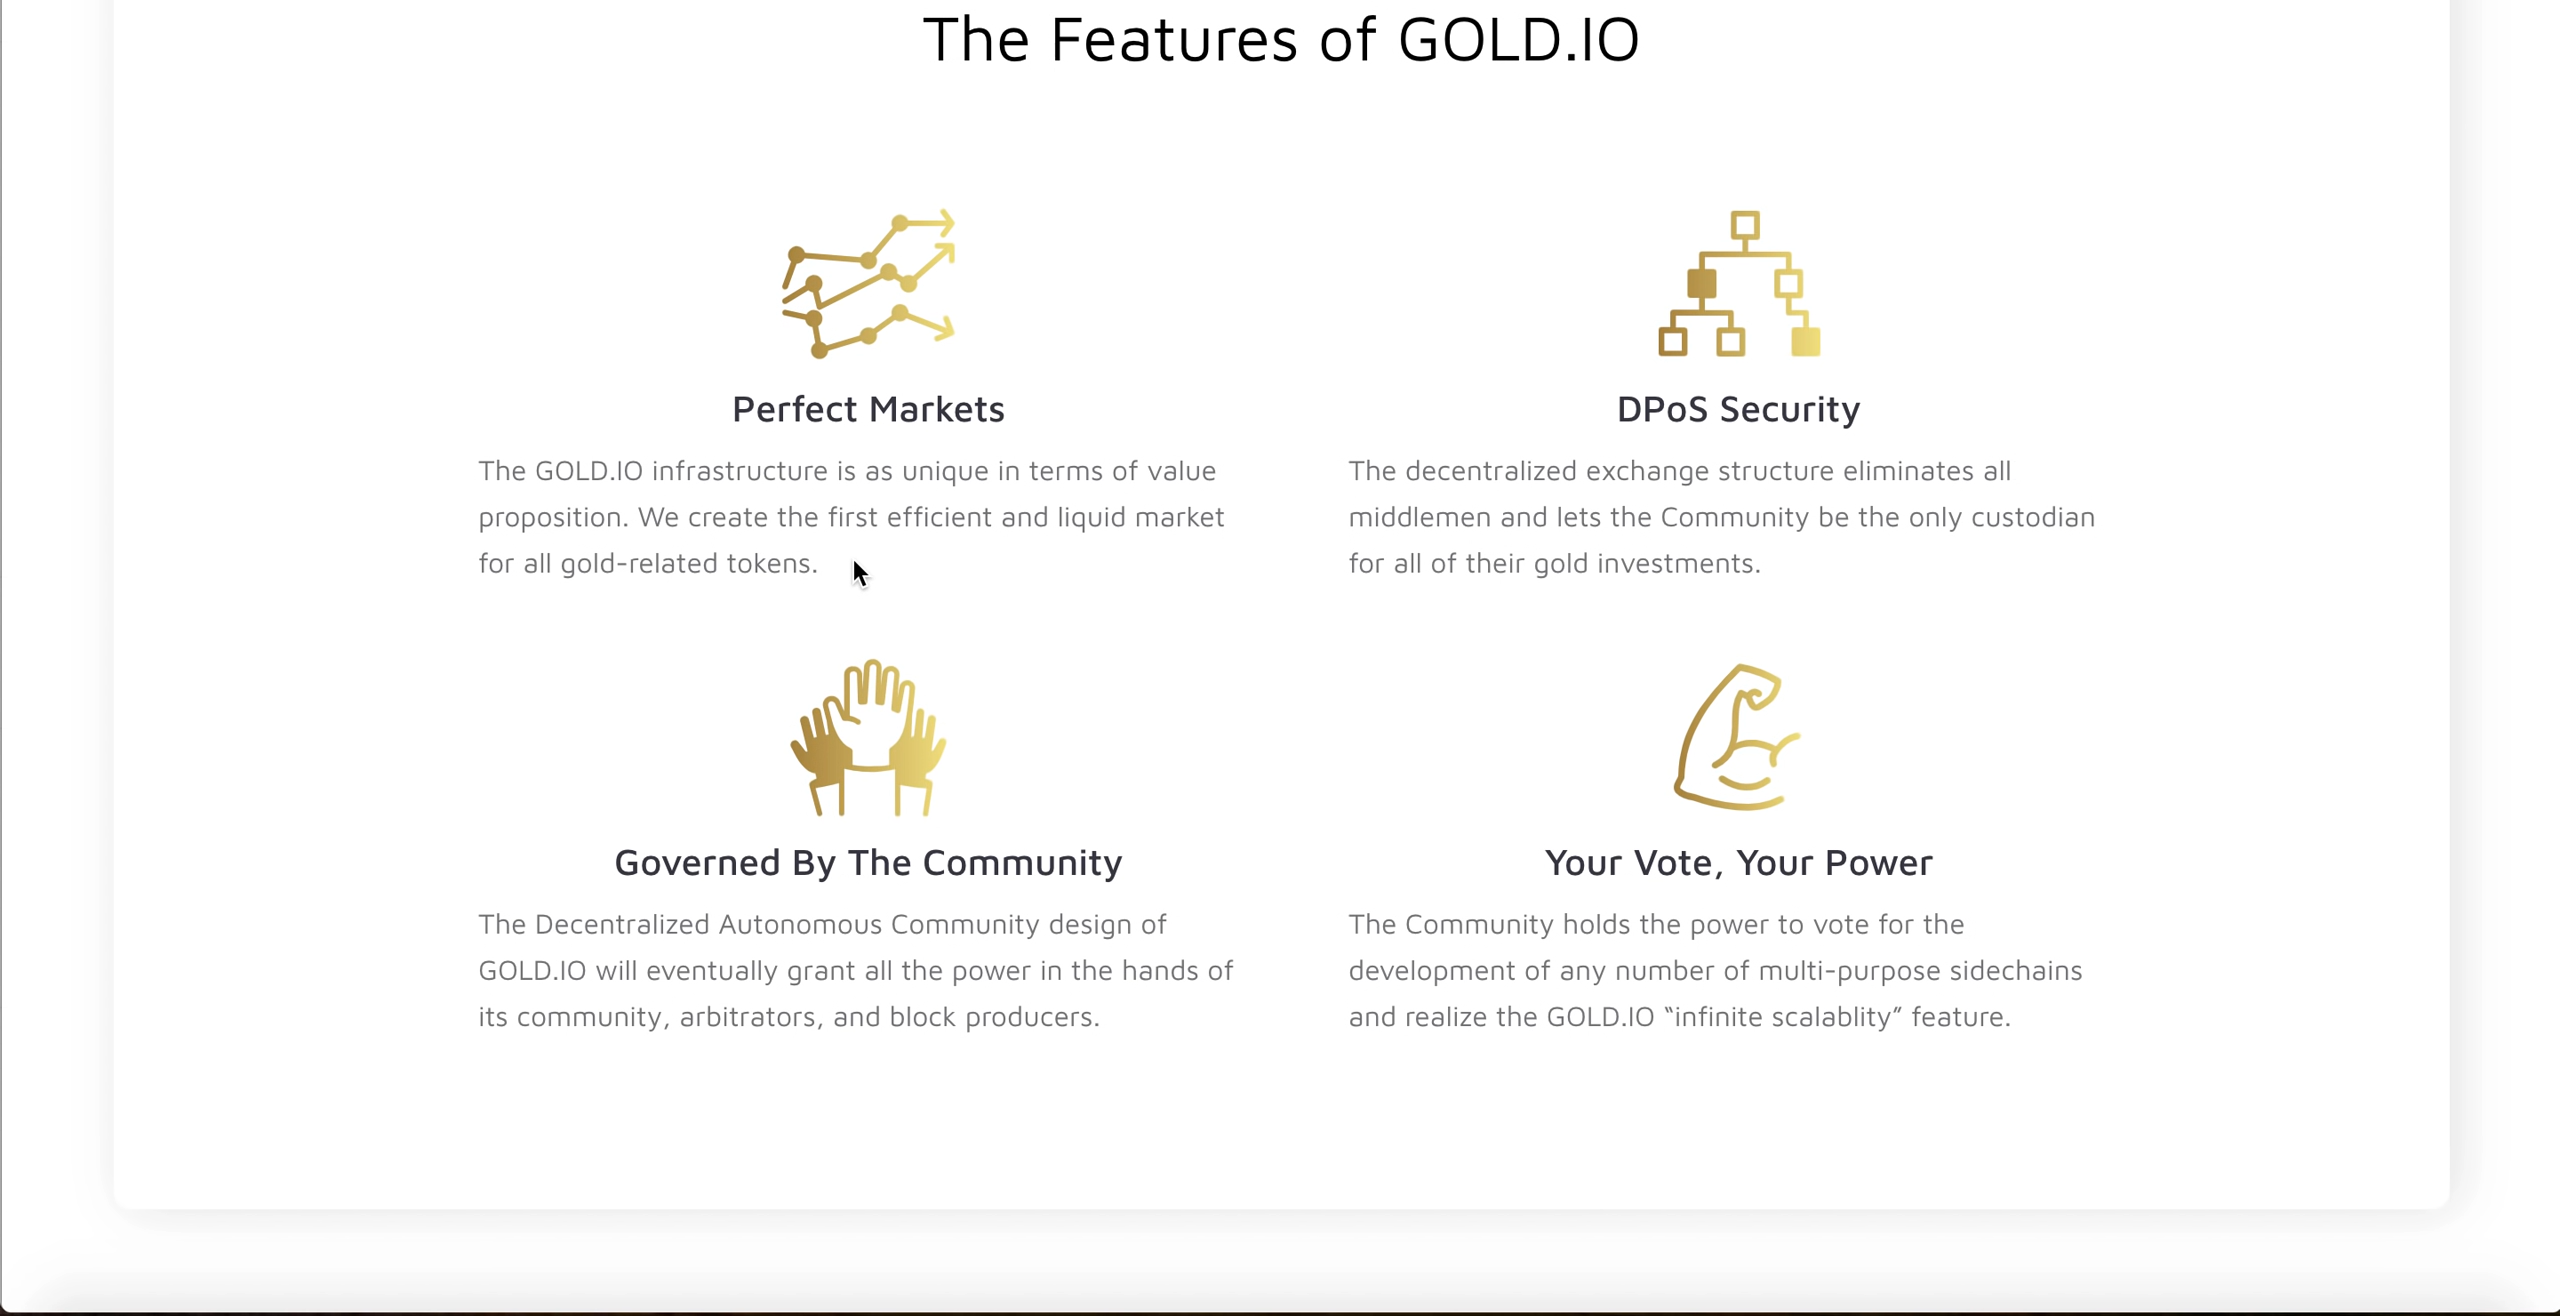 The Features of GOLD.IO
Perfect Markets
The GOLD.IO infrastructure is as unique in terms of value
proposition. We create the first efficient and liquid market
for all gold-related tokens.
DPoS Security
The decentralized exchange structure eliminates all
middlemen and lets the Community be the only custodian
for all of their gold investments.
Governed By The Community
The Decentralized Autonomous Community design of
GOLD.IO will eventually grant all the power in the hands of
its community, arbitrators, and block producers.
Your Vote, Your Power
The Community holds the power to vote for the
development of any number of multi-purpose sidechains
and realize the GOLD.IO “infinite scalablity” feature.